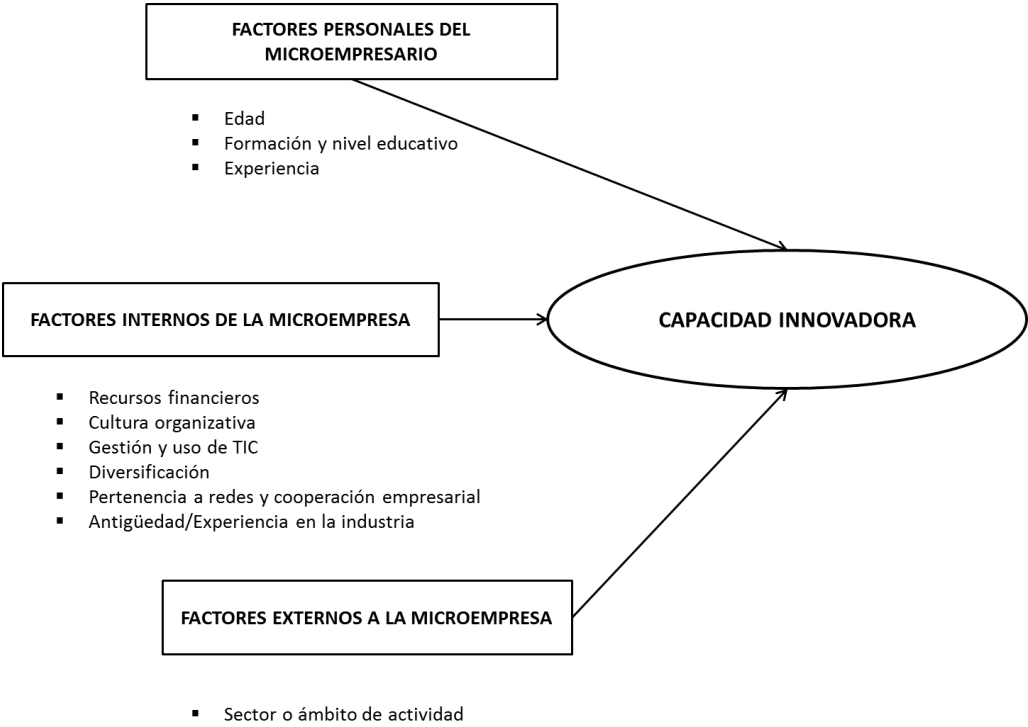 FACTORES PERSONALES DEL
MICROEMPRESARIO
▪ Edad
▪ Formación y nivel educativo
▪ Experiencia
FACTORES INTERNOS DE LA MICROEMPRESA
CAPACIDAD INNOVADORA
▪ Recursos financieros
▪ Cultura organizativa
▪ Gestión y uso de TIC
▪ Diversificación
▪ Pertenencia a redes y cooperación empresarial
▪ Antigüedad/Experiencia en la industria
FACTORES EXTERNOS A LA MICROEMPRESA
▪ Sector o ámbito de actividad